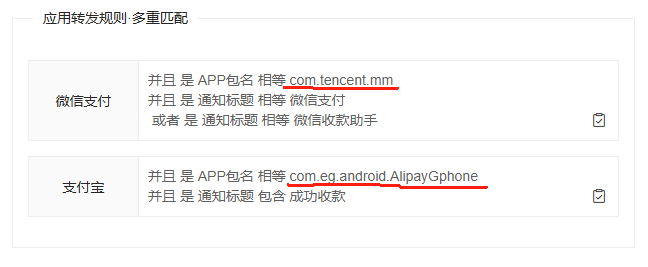 应用转发规则·多重匹配
微信支付
并且 是 APP包名 相等 com.tencent.mm
并且 是 通知标题 相等 微信支付
或者 是 通知标题 相等 微信收款助手
支付宝
并且 是 APP包名 相等 com.eg.android.AlipayGphone
并且 是 通知标题 包含 成功收款